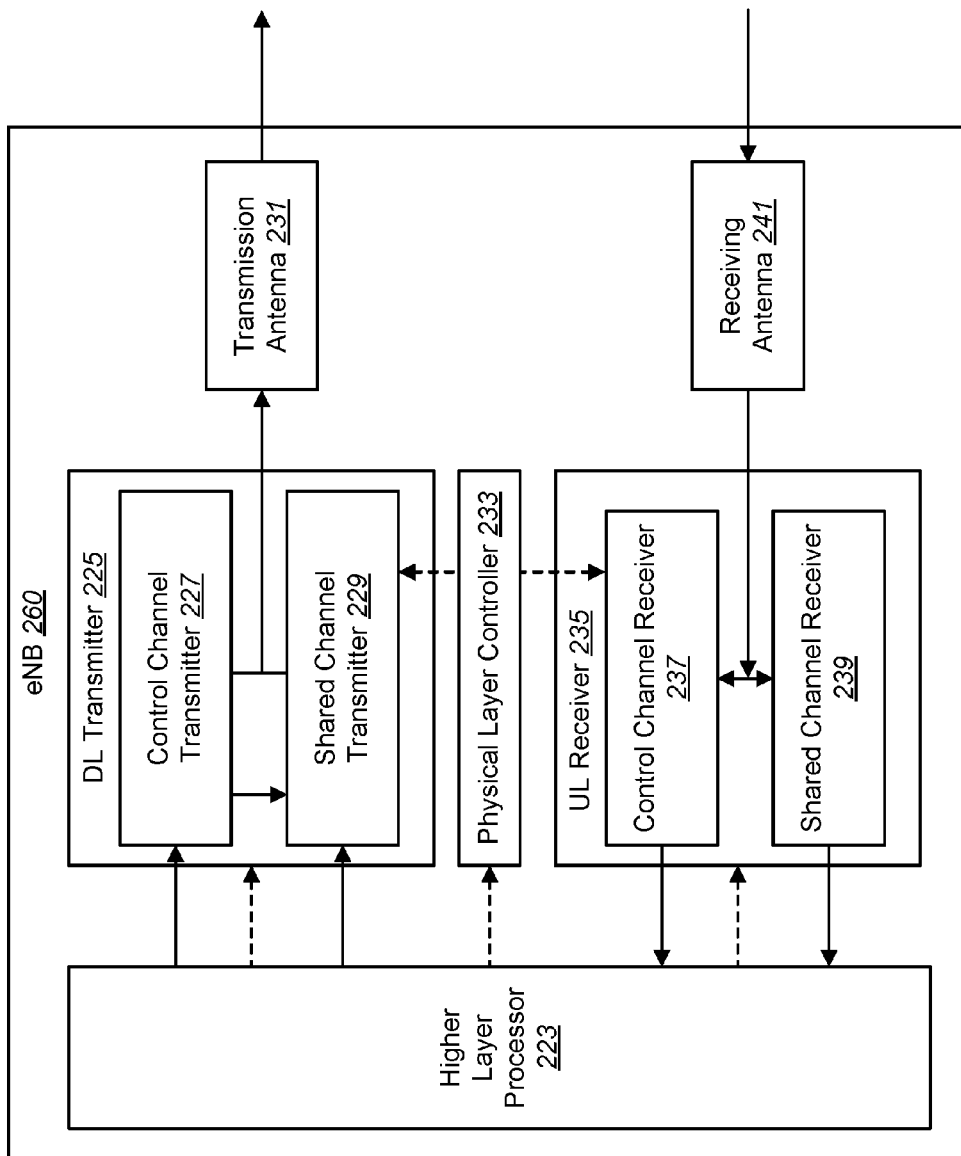 eNB 260
DL Transmitter 225
Control Channel
Transmitter 227
Shared Channel
Transmitter 229
Transmission
Antenna 231
Physical Layer Controller 233
UL Receiver 235
Control Channel Receiver
237
Shared Channel Receiver
239
Receiving
Antenna 241
Higher
Layer
Processor
223